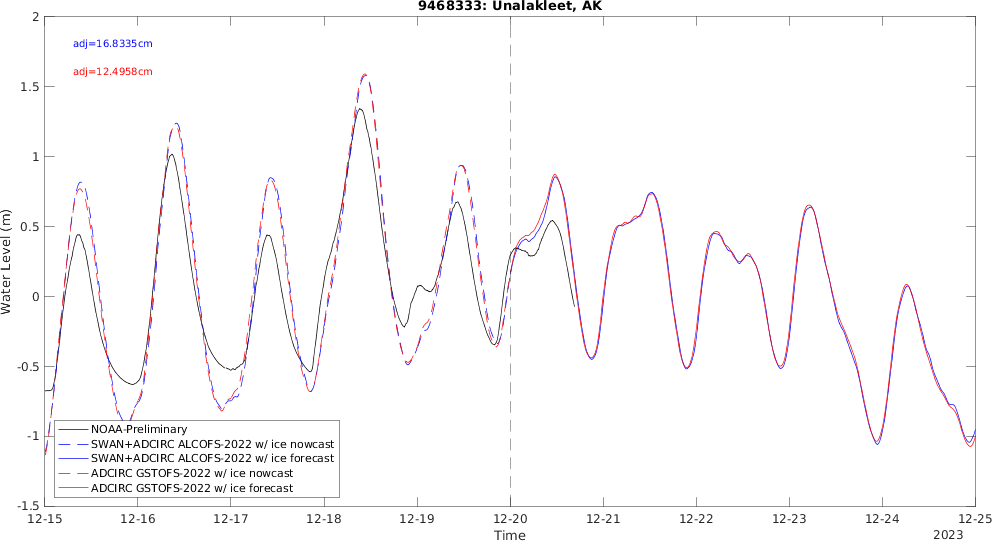 9468333: Unalakleet, AK
2
adj=16.8335cm
adj=12.4958cm
1.5
1
0.5
0
-0.5
-1
-1.5
Water Level (m)
NOAA-Preliminary
SWAN+ADCIRC ALCOFS-2022 w/ ice nowcast
SWAN+ADCIRC ALCOFS-2022 w/ ice forecast
ADCIRC GSTOFS-2022 w/ ice nowcast
ADCIRC GSTOFS-2022 w/ ice forecast
12-15 12-16 12-17 12-18 12-19 12-20 12-21 12-22 12-23 12-24 12-25
Time
2023